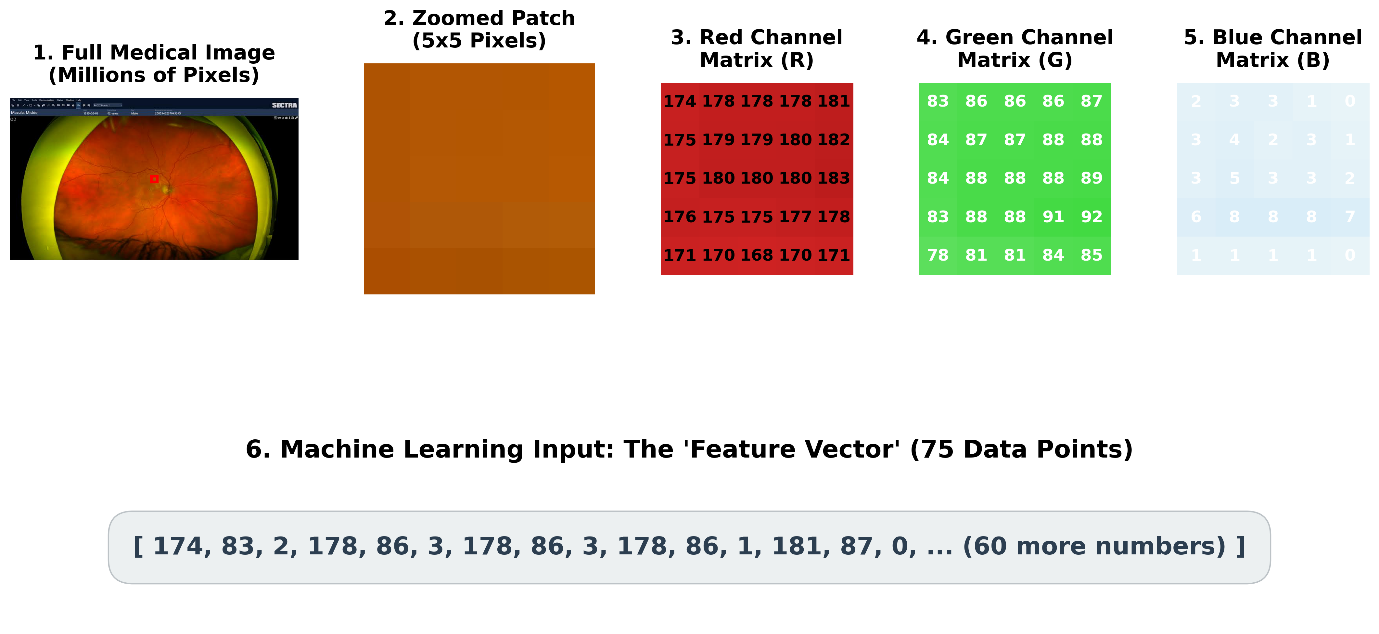 1. Full Medical Image
(Millions of Pixels)
SECTRA
2. Zoomed Patch
(5x5 Pixels)
3. Red Channel
Matrix (R)
174 178 178 178 181
175 179 179 180 182
175 180 180 180 183
176 175 175 177 178
171 170 168 170 171
4. Green Channel
Matrix (G)
83 86 86 86 87
84 87 87 88 88
84 88 88 88 89
83 88 88 91 92
78 81 81 84 85
5. Blue Channel
Matrix (B)
2 3 3 1 0
3 4 2 3 1
3 5 3 3 2
6 8 8 8 7
1 1 1 1 0
6. Machine Learning Input: The 'Feature Vector' (75 Data Points)
[ 174, 83, 2, 178, 86, 3, 178, 86, 3, 178, 86, 1, 181, 87, 0, ... (60 more numbers) ]